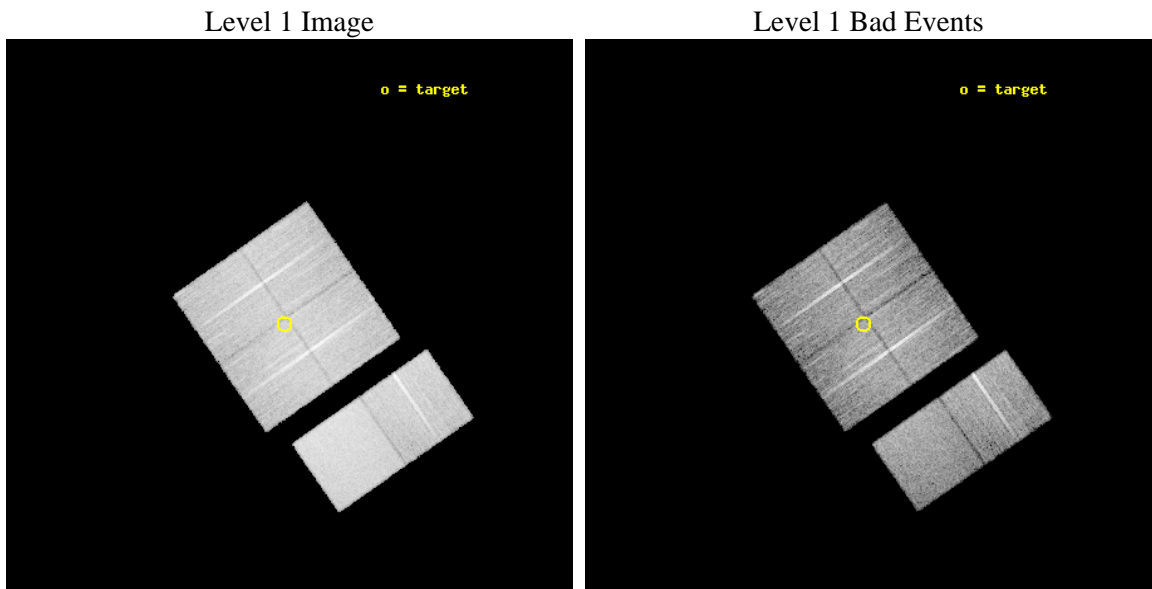 Level 1 Image
Level 1 Bad Events
o = target
o = target